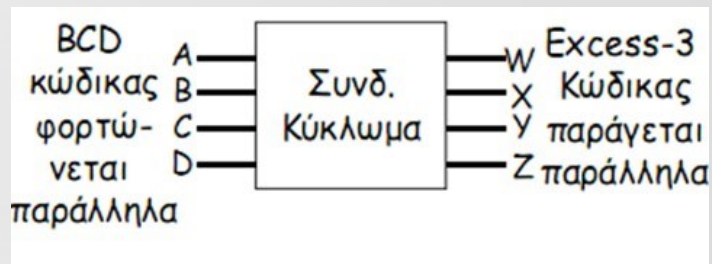 BCD
κώδικας
φορτώ-
νεται
παράλληλα
A
B
C
D
Συνδ.
Κύκλωμα
W
X
Y
Z
Excess-3
Κώδικας
παράγεται
παράλληλα